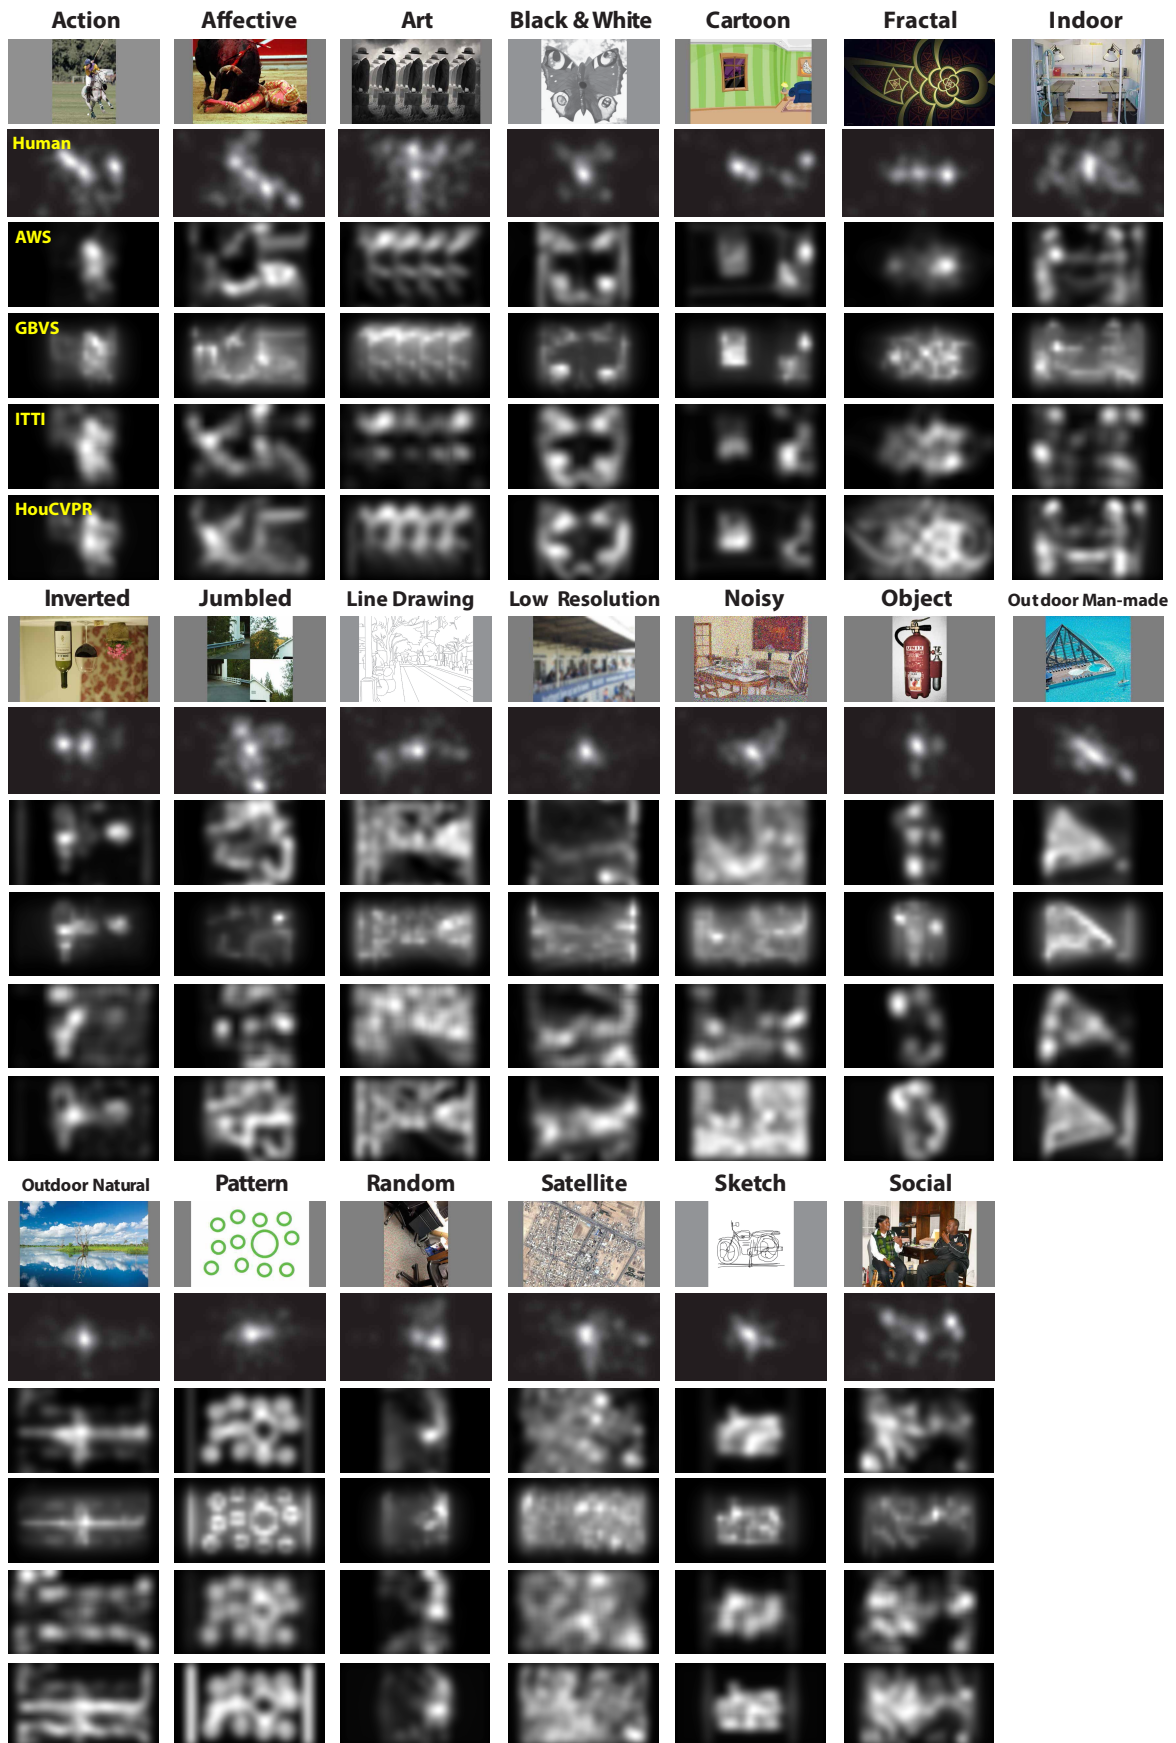 Action Affective Art Black & White Cartoon Fractal Indoor
Human
AWS
GBVS
ITTI
HouCVPR
Inverted Jumbled Line Drawing Low Resolution Noisy Object Outdoor Man-made
Outdoor Natural Pattern Random Satellite Sketch Social